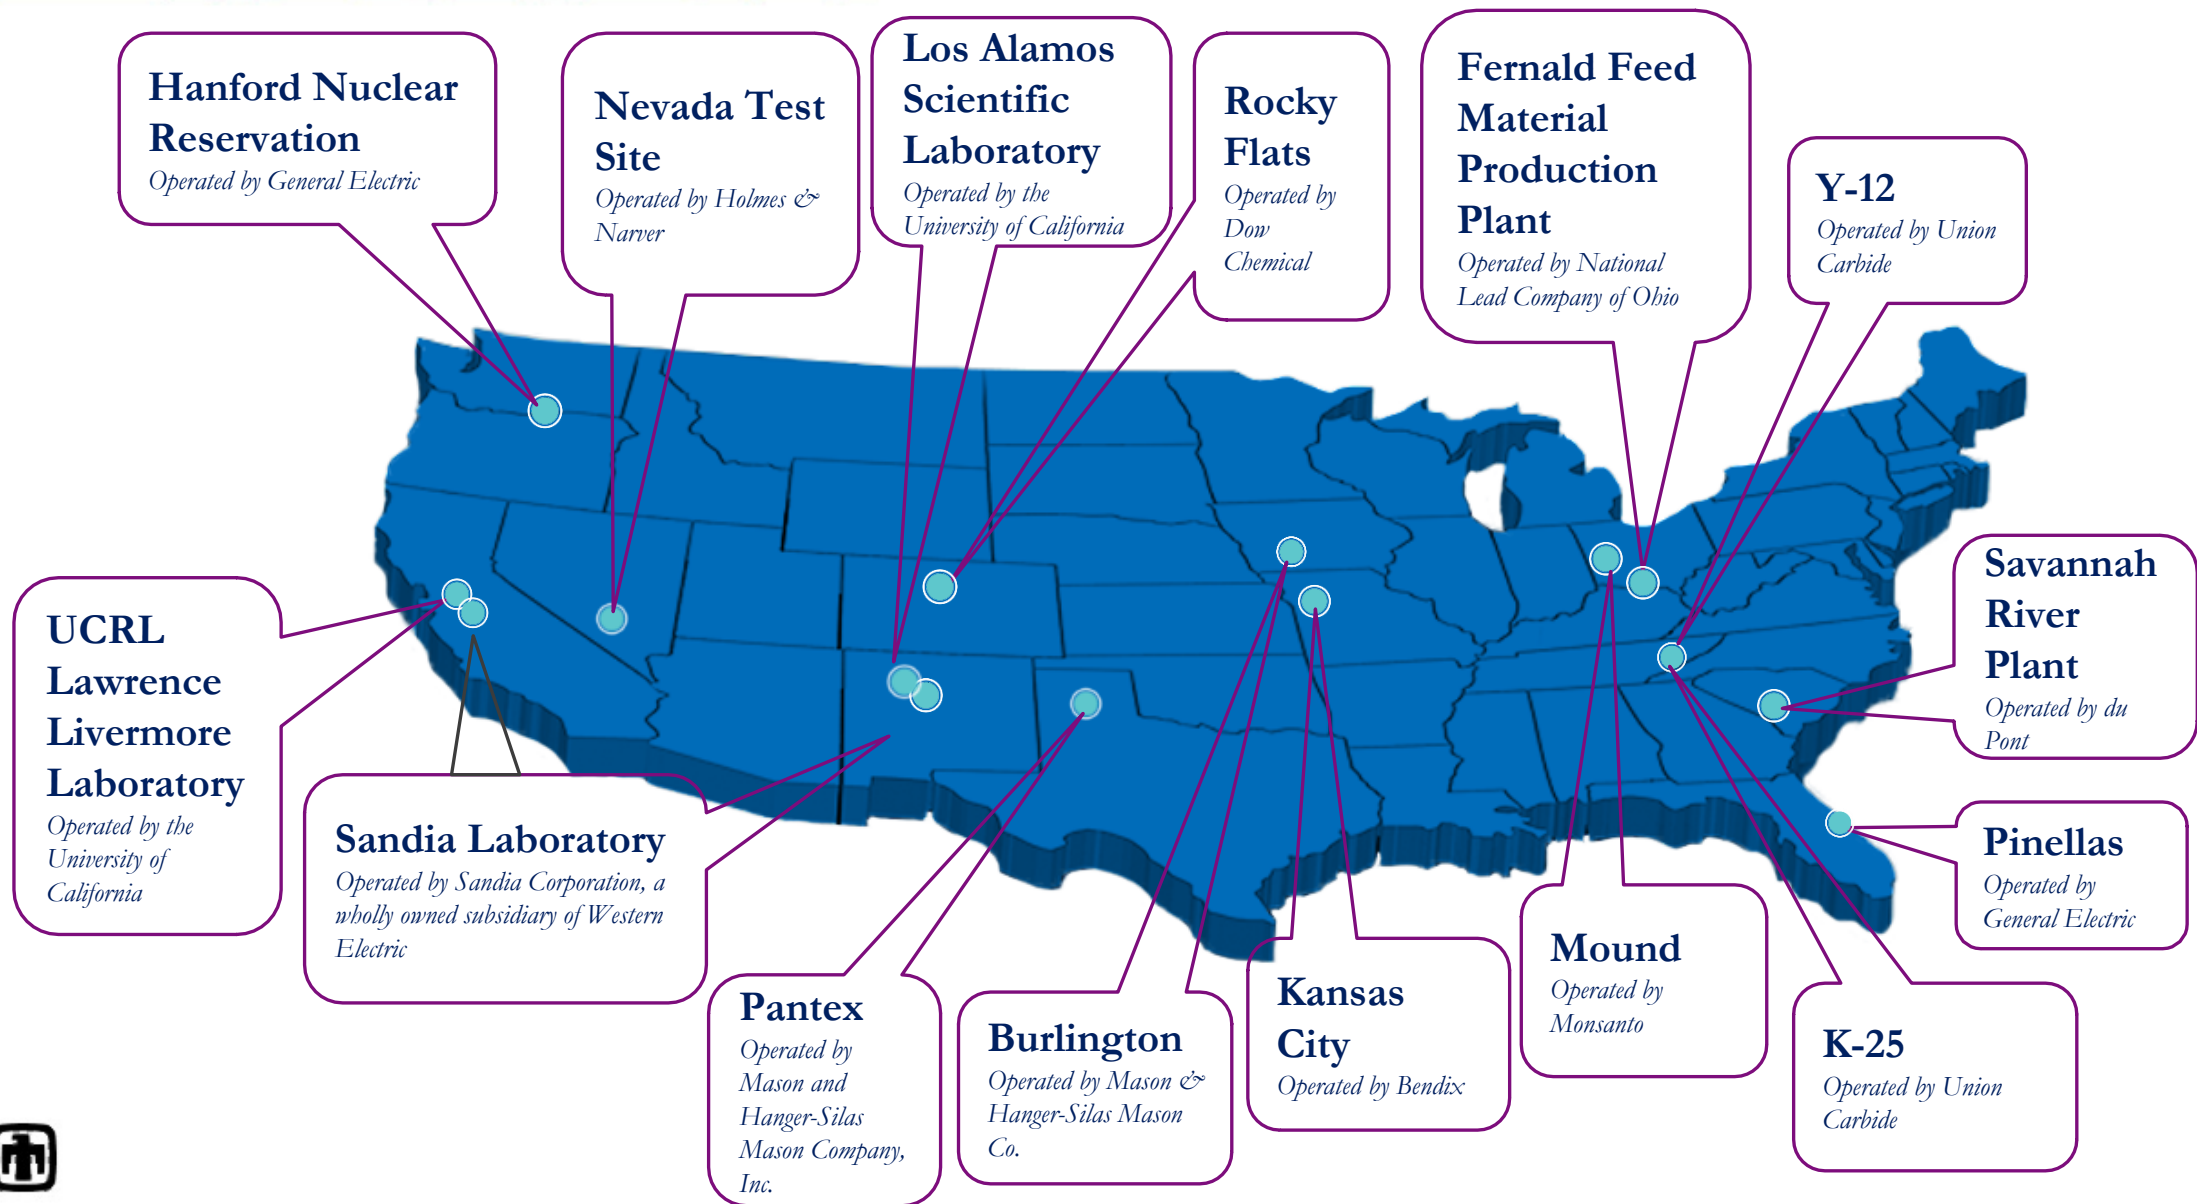 Hanford Nuclear
Reservation
Operated by General Electric
Nevada Test
Site
Operated by Holmes &
Narver
Los Alamos
Scientific
Laboratory
Operated by the
University of California
Rocky
Flats
Operated by
Dow
Chemical
Fernald Feed
Material
Production
Plant
Operated by National
Lead Company of Ohio
Y-12
Operated by Union
Carbide
UCRL
Lawrence
Livermore
Laboratory
Operated by the
University of
California
Sandia Laboratory
Operated by Sandia Corporation, a
wholly owned subsidiary of Western
Electric
Pantex
Operated by
Mason and
Hanger-Silas
Mason Company,
Inc.
Burlington
Operated by Mason &
Hanger-Silas Mason
Co.
Kansas
City
Operated by Bendix
Mound
Operated by
Monsanto
K-25
Operated by Union
Carbide
Savannah
River
Plant
Operated by du
Pont
Pinellas
Operated by
General Electric